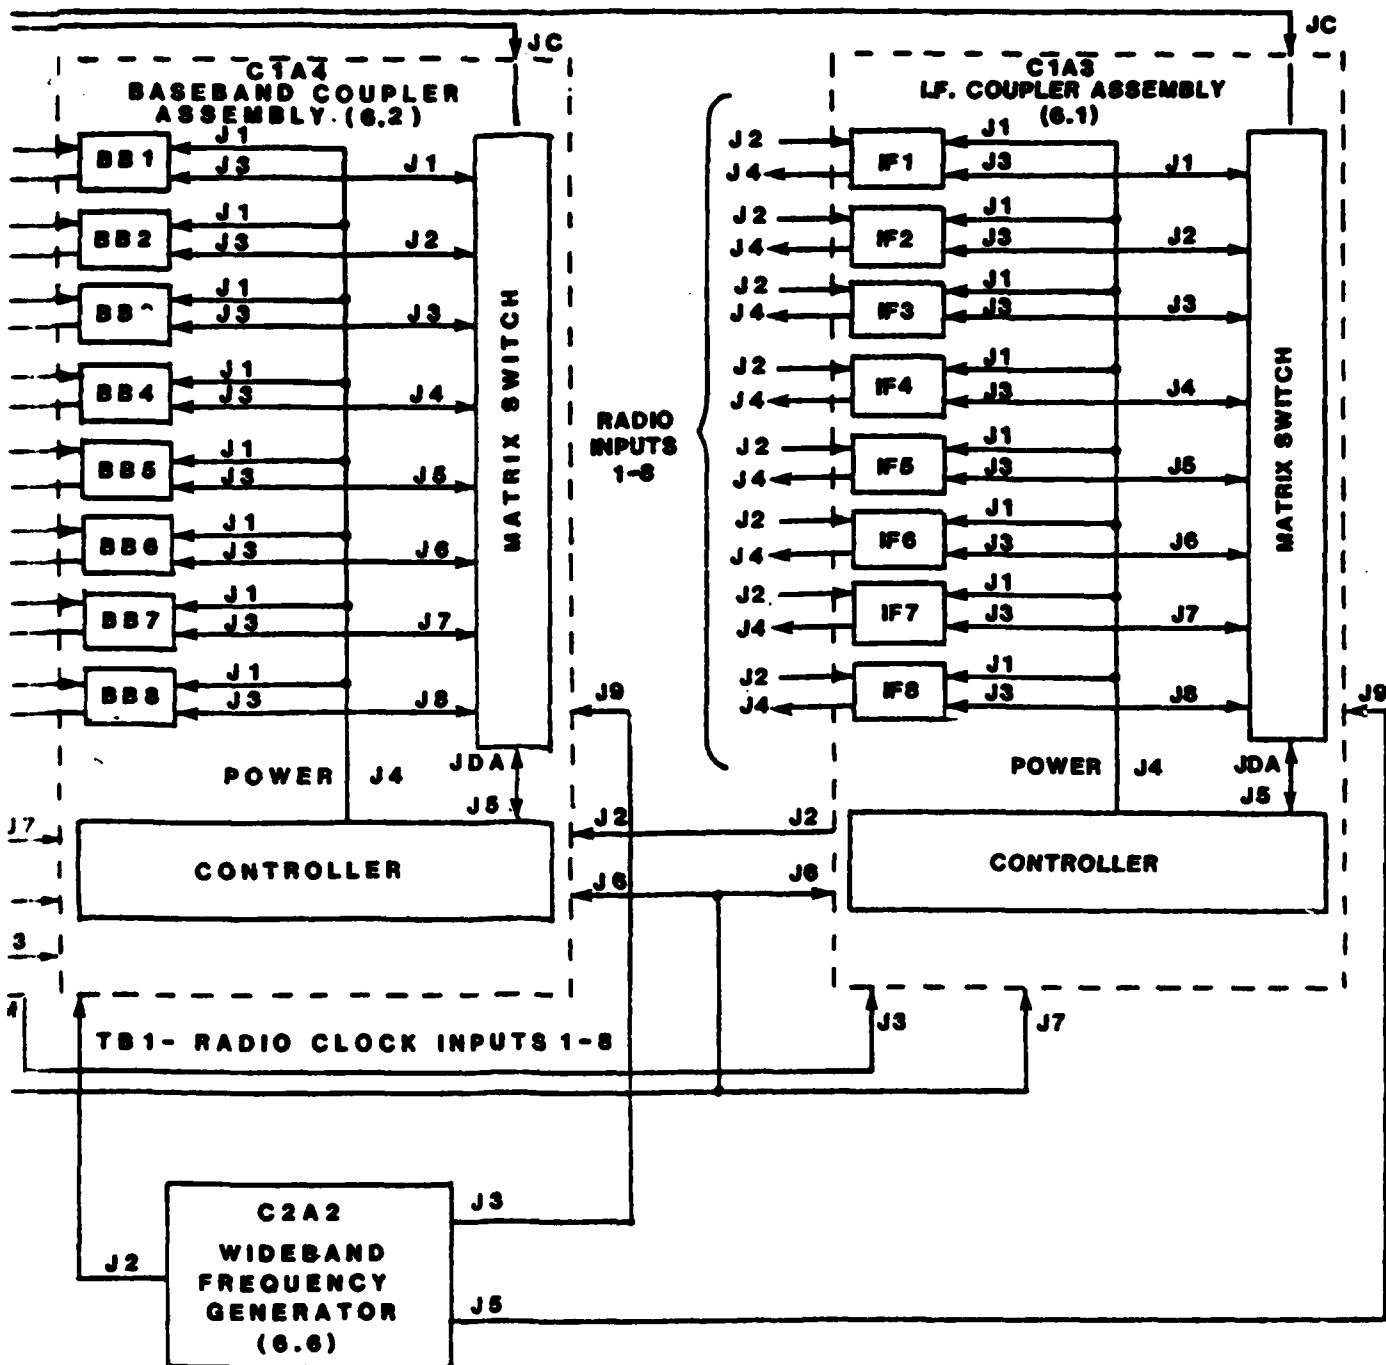 JC
JC
C1A4
BASEBAND COUPLER
ASSEMBLY. (6.2)
BB1
J1
J3
J1
BB2
J1
J3
J2
BB
J1
J3
J3
BB4
J1
J3
J4
BB5
J1
J3
J5
BB6
J1
J3
J6
BB7
J1
J3
J7
BB8
J1
J3
J8
MATRIX SWITCH
J9
POWER J4
JDA
J5
CONTROLLER
J7
3
4
J2
J6
RADIO
INPUTS
1-8
C1A3
I.F. COUPLER ASSEMBLY
(6.1)
J2
J4
IF1
J1
J3
J1
J2
J4
IF2
J1
J3
J2
J2
J4
IF3
J1
J3
J3
J2
J4
IF4
J1
J3
J4
J2
J4
IF5
J1
J3
J5
J2
J4
IF6
J1
J3
J6
J2
J4
IF7
J1
J3
J7
J2
J4
IF8
J1
J3
J8
MATRIX SWITCH
J9
POWER J4
JDA
J5
CONTROLLER
J2
J6
J3
J7
TB1- RADIO CLOCK INPUTS 1-8
C2A2
WIDEBAND
FREQUENCY
GENERATOR
(6.6)
J2
J3
J5